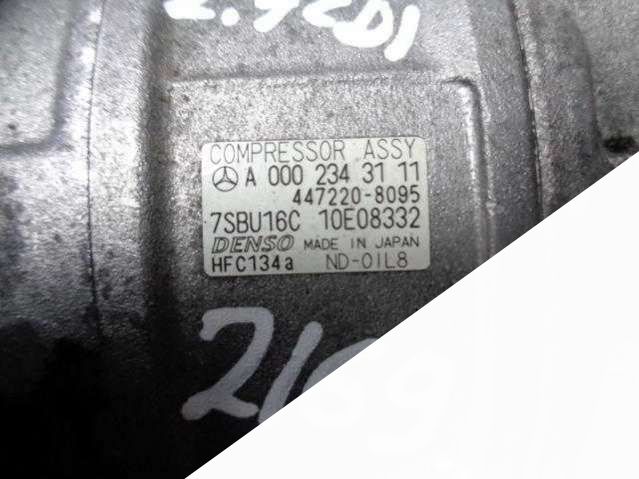 COMPRESSOR ASSY
A 000 234 31 11
447220-8095
7SBU16C 10E08332
DENSO MADE IN JAPAN
HFC134a ND-OIL8